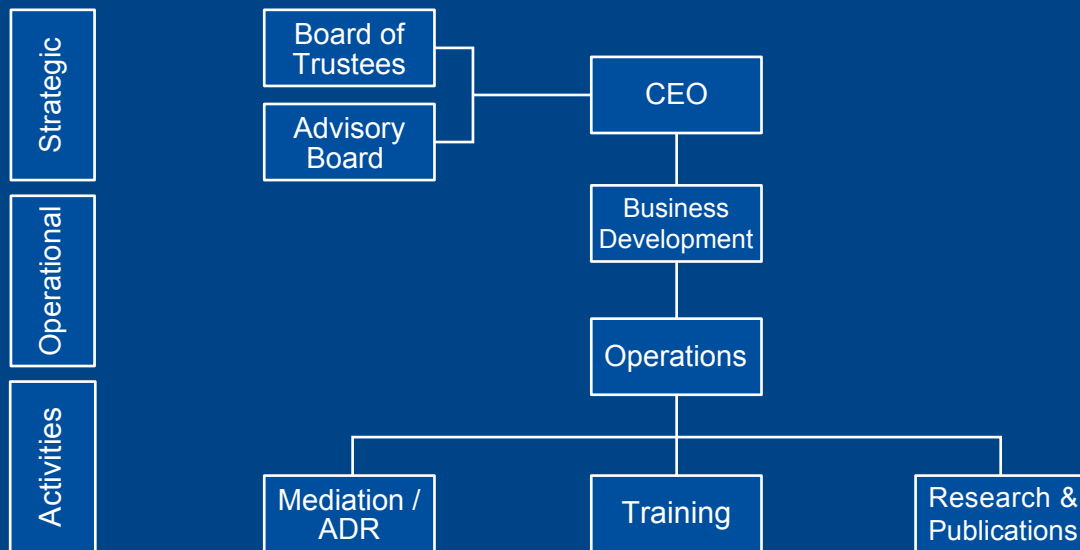 Strategic
Board of
Trustees
Advisory
Board
CEO
Operational
Business
Development
Operations
Activities
Mediation /
ADR
Training
Research &
Publications